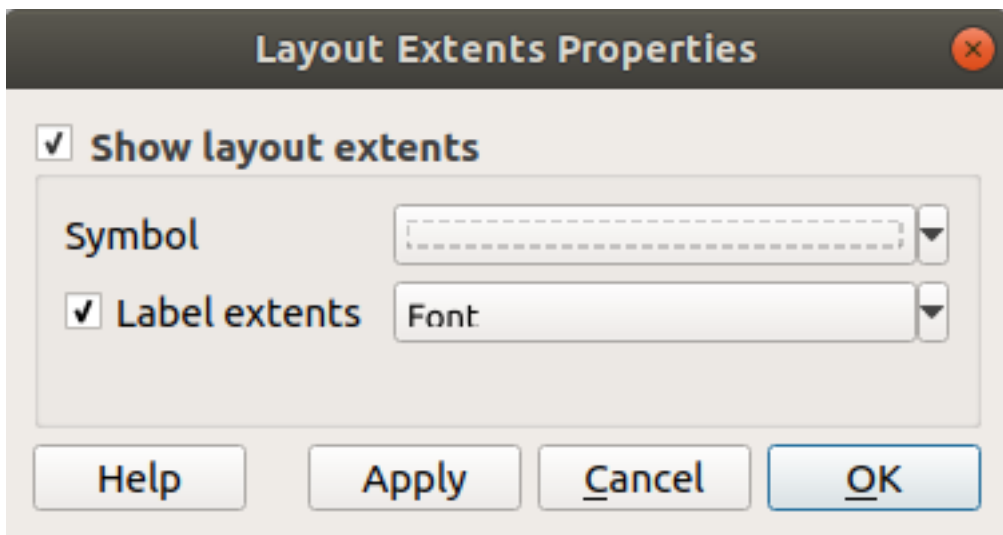 Layout Extents Properties
Show layout extents
Symbol
Label extents Font
Help Apply Cancel OK